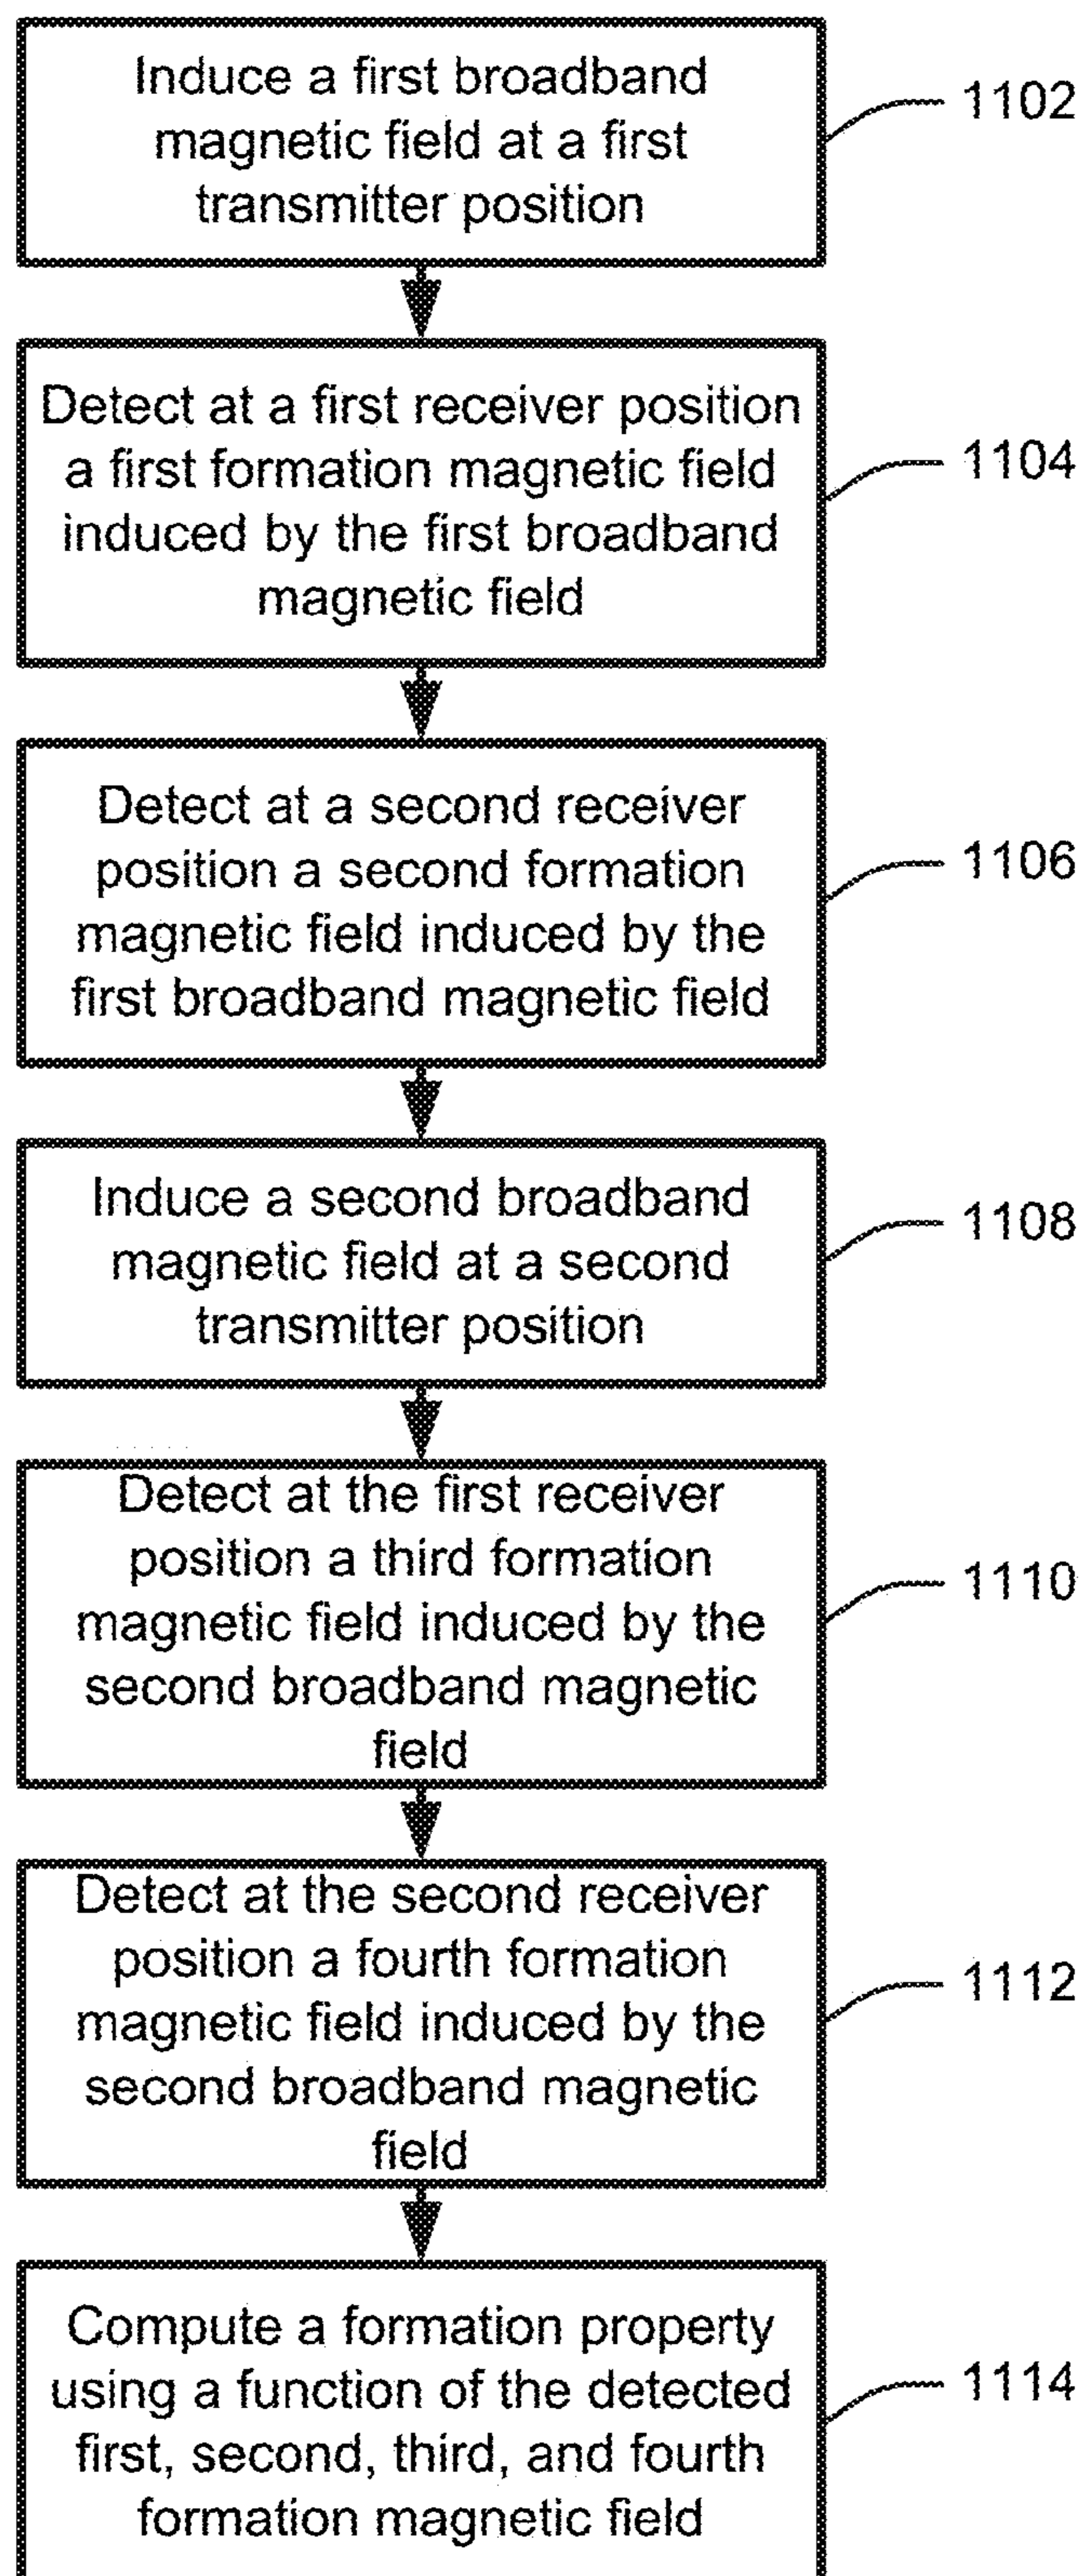 Induce a first broadband
magnetic field at a first
transmitter position
1102
Detect at a first receiver position
a first formation magnetic field
induced by the first broadband
magnetic field
1104
Detect at a second receiver
position a second formation
magnetic field induced by the
first broadband magnetic field
1106
Induce a second broadband
magnetic field at a second
transmitter position
1108
Detect at the first receiver
position a third formation
magnetic field induced by the
second broadband magnetic
field
1110
Detect at the second receiver
position a fourth formation
magnetic field induced by the
second broadband magnetic
field
1112
Compute a formation property
using a function of the detected
first, second, third, and fourth
formation magnetic field
1114